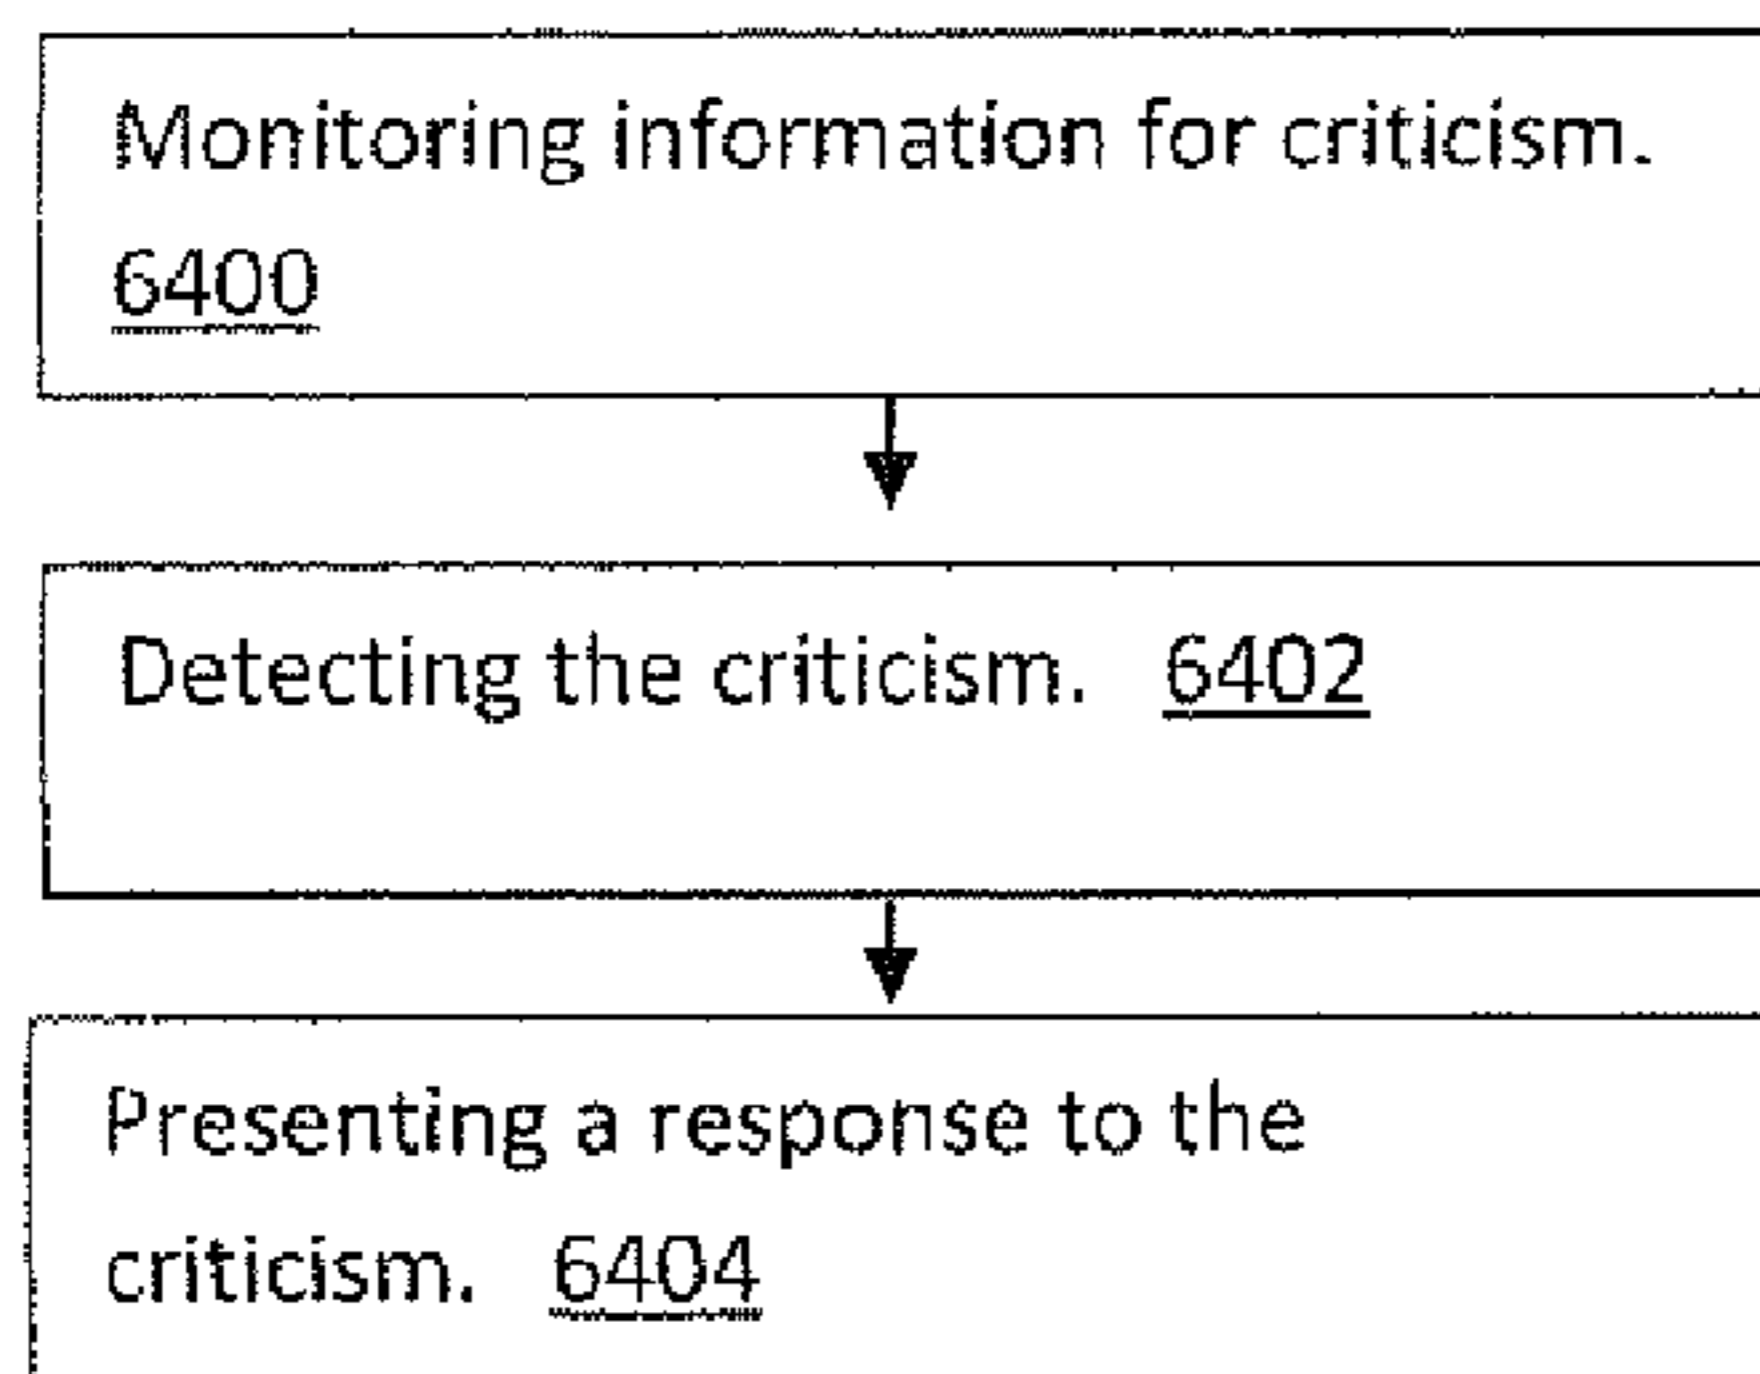 Monitoring information for criticism.
6400
Detecting the criticism. 6402
Presenting a response to the
criticism. 6404